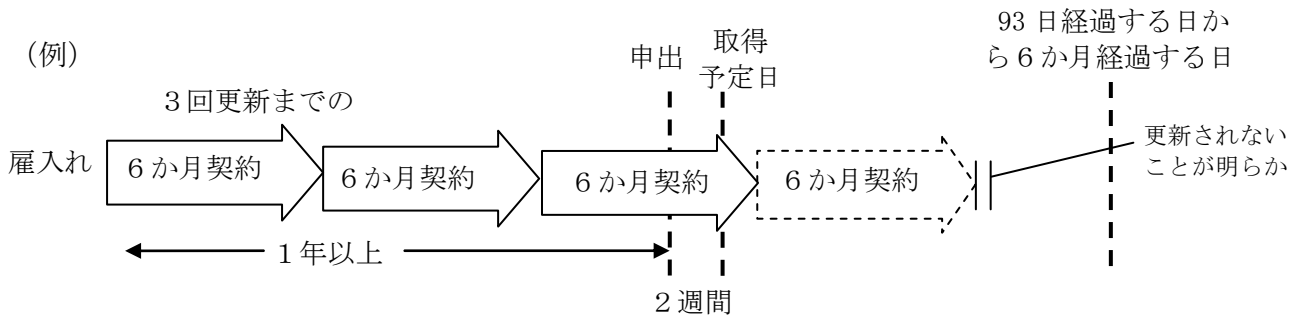 93 日経過する日か
ら６か月経過する日
（例）
申出
取得
予定日
３回更新までの
雇入れ
６か月契約
６か月契約
６か月契約
６か月契約
更新されない
ことが明らか
１年以上
２週間